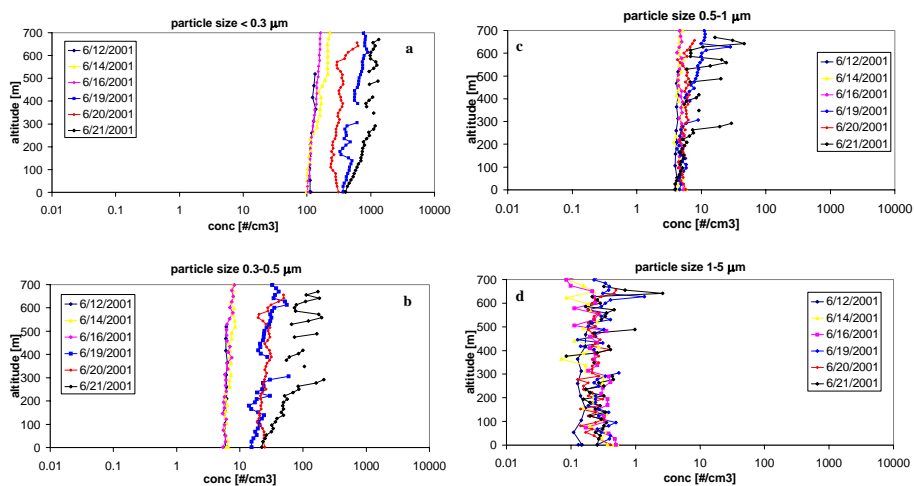 particle size < 0.3 μm
a
altitude [m]
700
600
500
400
300
200
100
0
6/12/2001
6/14/2001
6/16/2001
6/19/2001
6/20/2001
6/21/2001
0.01 0.1 1 10 100 1000 10000
conc [#/cm3]
particle size 0.5-1 μm
c
altitude [m]
700
600
500
400
300
200
100
0
6/12/2001
6/14/2001
6/16/2001
6/19/2001
6/20/2001
6/21/2001
0.01 0.1 1 10 100 1000 10000
conc [#/cm3]
particle size 0.3-0.5 μm
b
altitude [m]
700
600
500
400
300
200
100
0
6/12/2001
6/14/2001
6/16/2001
6/19/2001
6/20/2001
6/21/2001
0.01 0.1 1 10 100 1000 10000
conc [#/cm3]
particle size 1-5 μm
d
altitude [m]
700
600
500
400
300
200
100
0
6/12/2001
6/14/2001
6/16/2001
6/19/2001
6/20/2001
6/21/2001
0.01 0.1 1 10 100 1000 10000
conc [#/cm3]